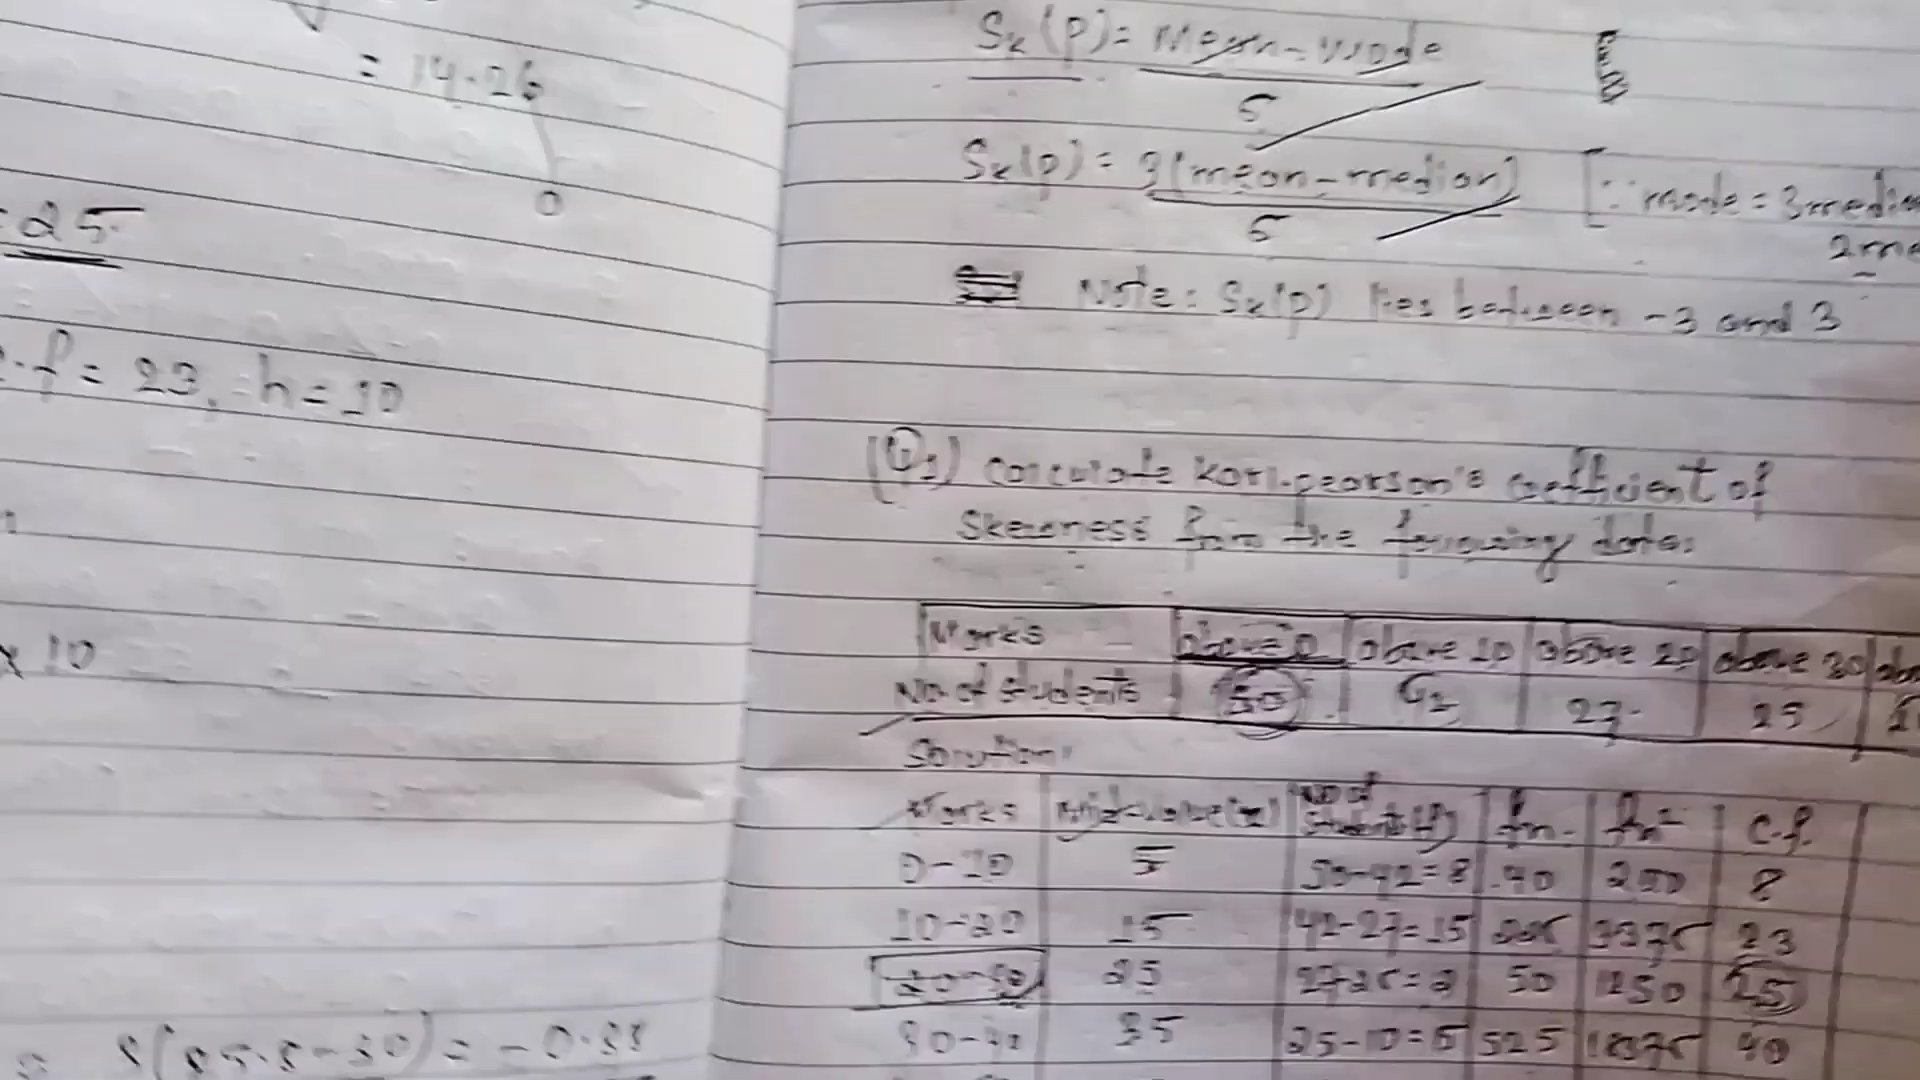 = 14.26
0
= 25
c.f = 23, h = 10
x 10
= 3(25.8-30) = -0.88
Sk(p) = Mean-Mode
σ
Sk(p) = 3(mean-median)
σ
[∵ mode = 3median
2me
Note: Sk(p) lies between -3 and 3
(Q1) Calculate Karl-pearson's coefficient of
Skewness from the following data:
Marks above 0 above 10 above 20 above 30
No. of students 50 42 27 25
Solution:
Marks Mid-value(x) No of students(f) fx fx² C.f.
0-10 5 50-42=8 40 200 8
10-20 15 42-27=15 225 3375 23
20-30 25 27-25=2 50 1250 25
30-40 35 25-10=15 525 18375 40